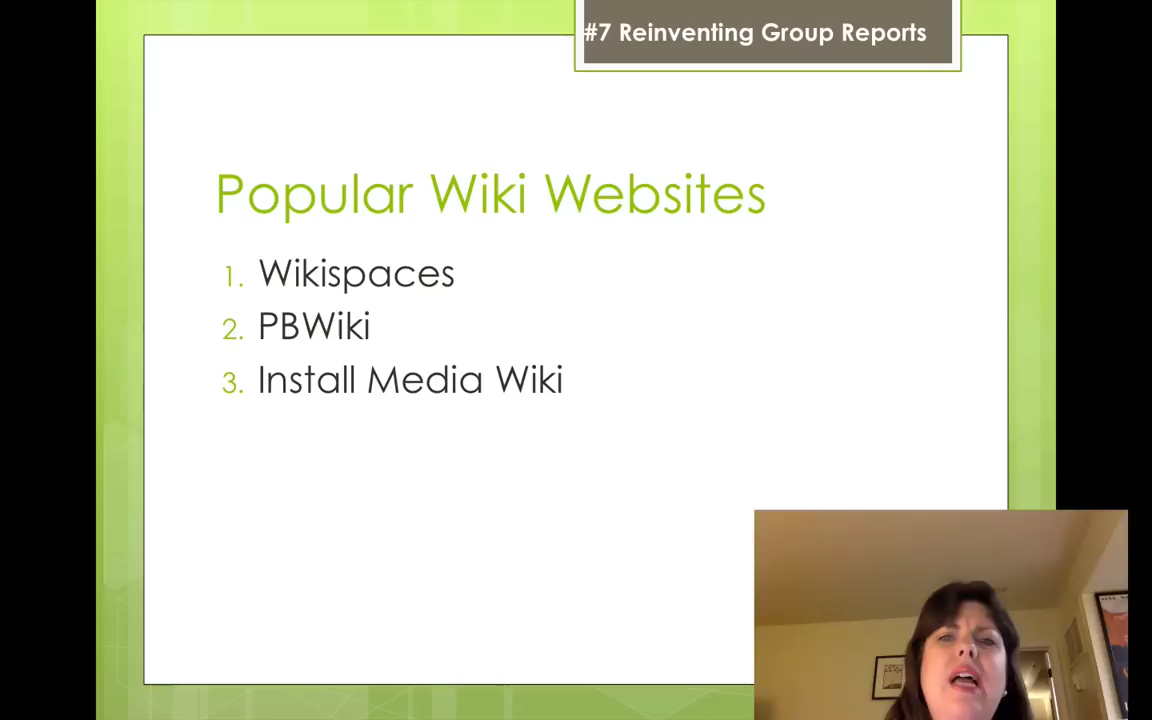 #7 Reinventing Group Reports
Popular Wiki Websites
1. Wikispaces
2. PBWiki
3. Install Media Wiki